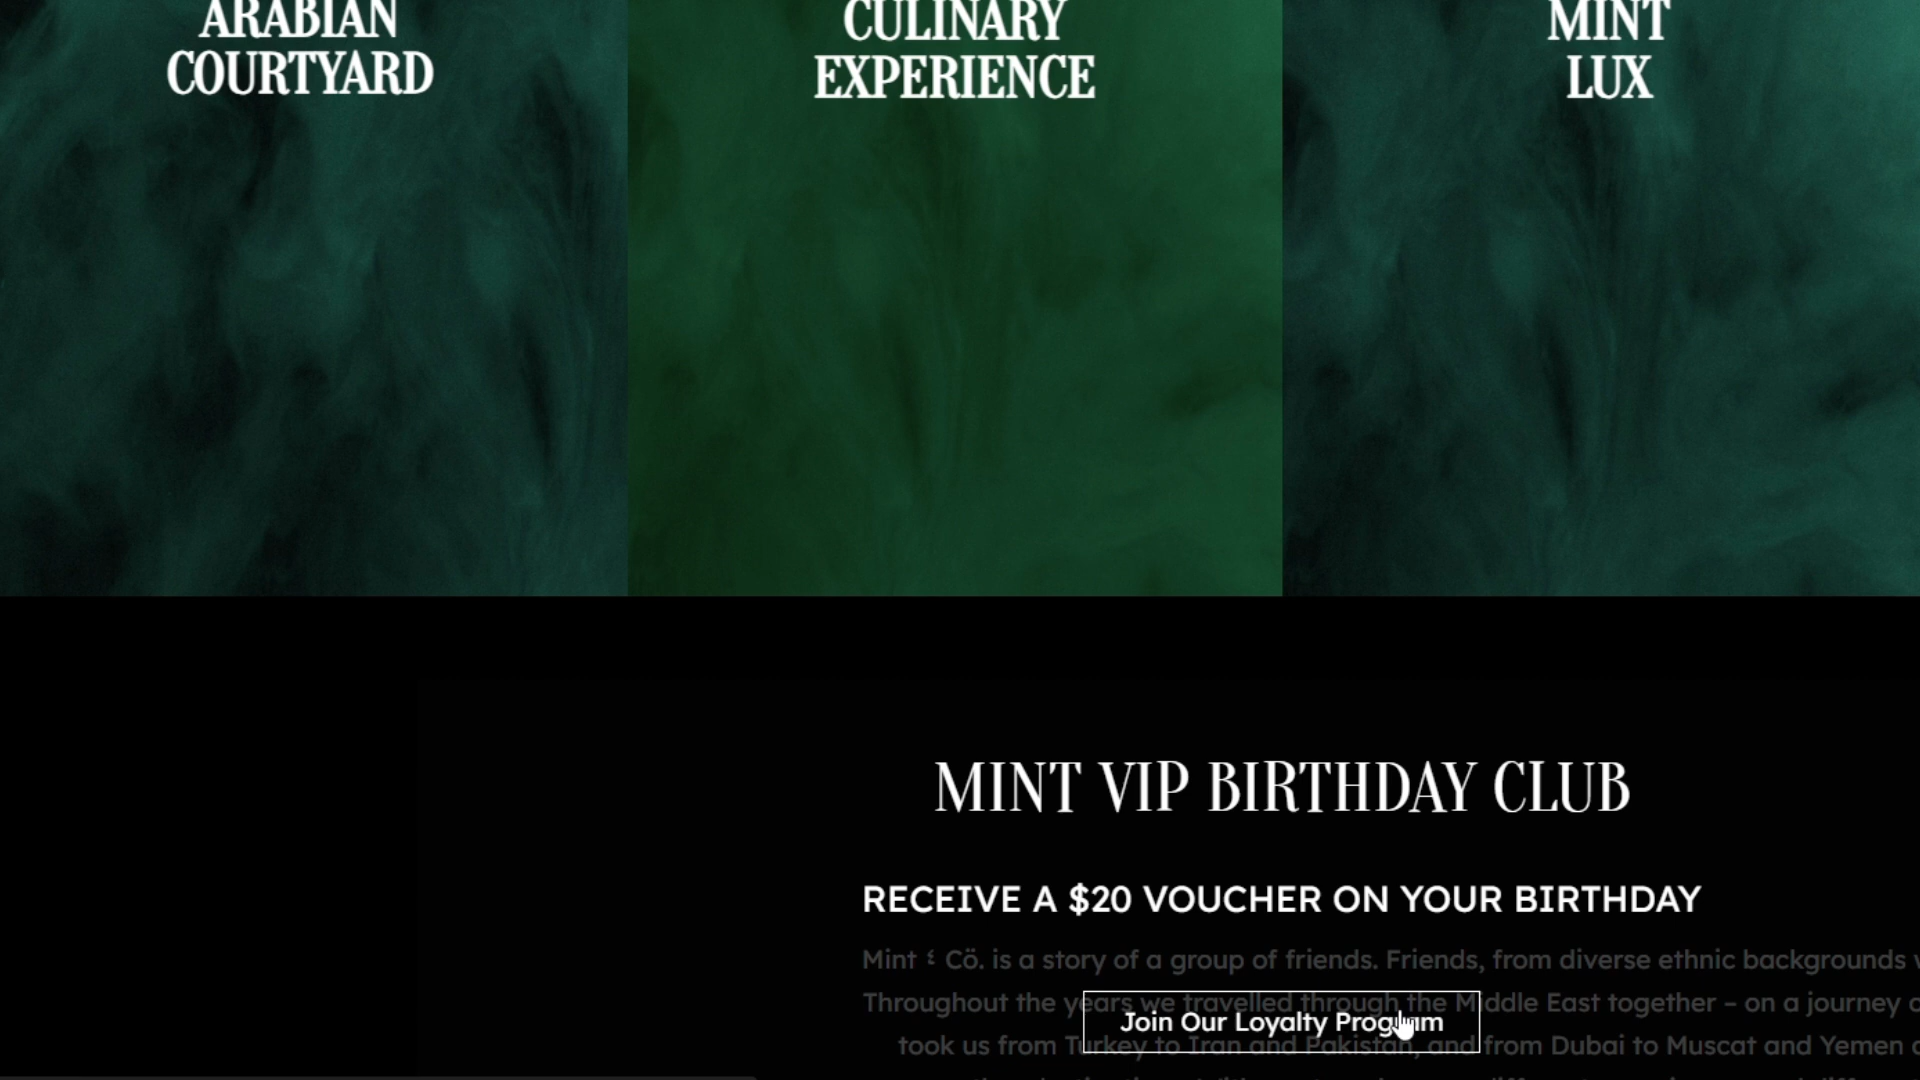 ARABIAN
COURTYARD
CULINARY
EXPERIENCE
MINT
LUX
MINT VIP BIRTHDAY CLUB
RECEIVE A $20 VOUCHER ON YOUR BIRTHDAY
Mint Cö. is a story of a group of friends. Friends, from diverse ethnic backgrounds
Throughout the years we travelled through the Middle East together – on a journey
Join Our Loyalty Program
took us from Turkey to Iran and Pakistan, and from Dubai to Muscat and Yemen